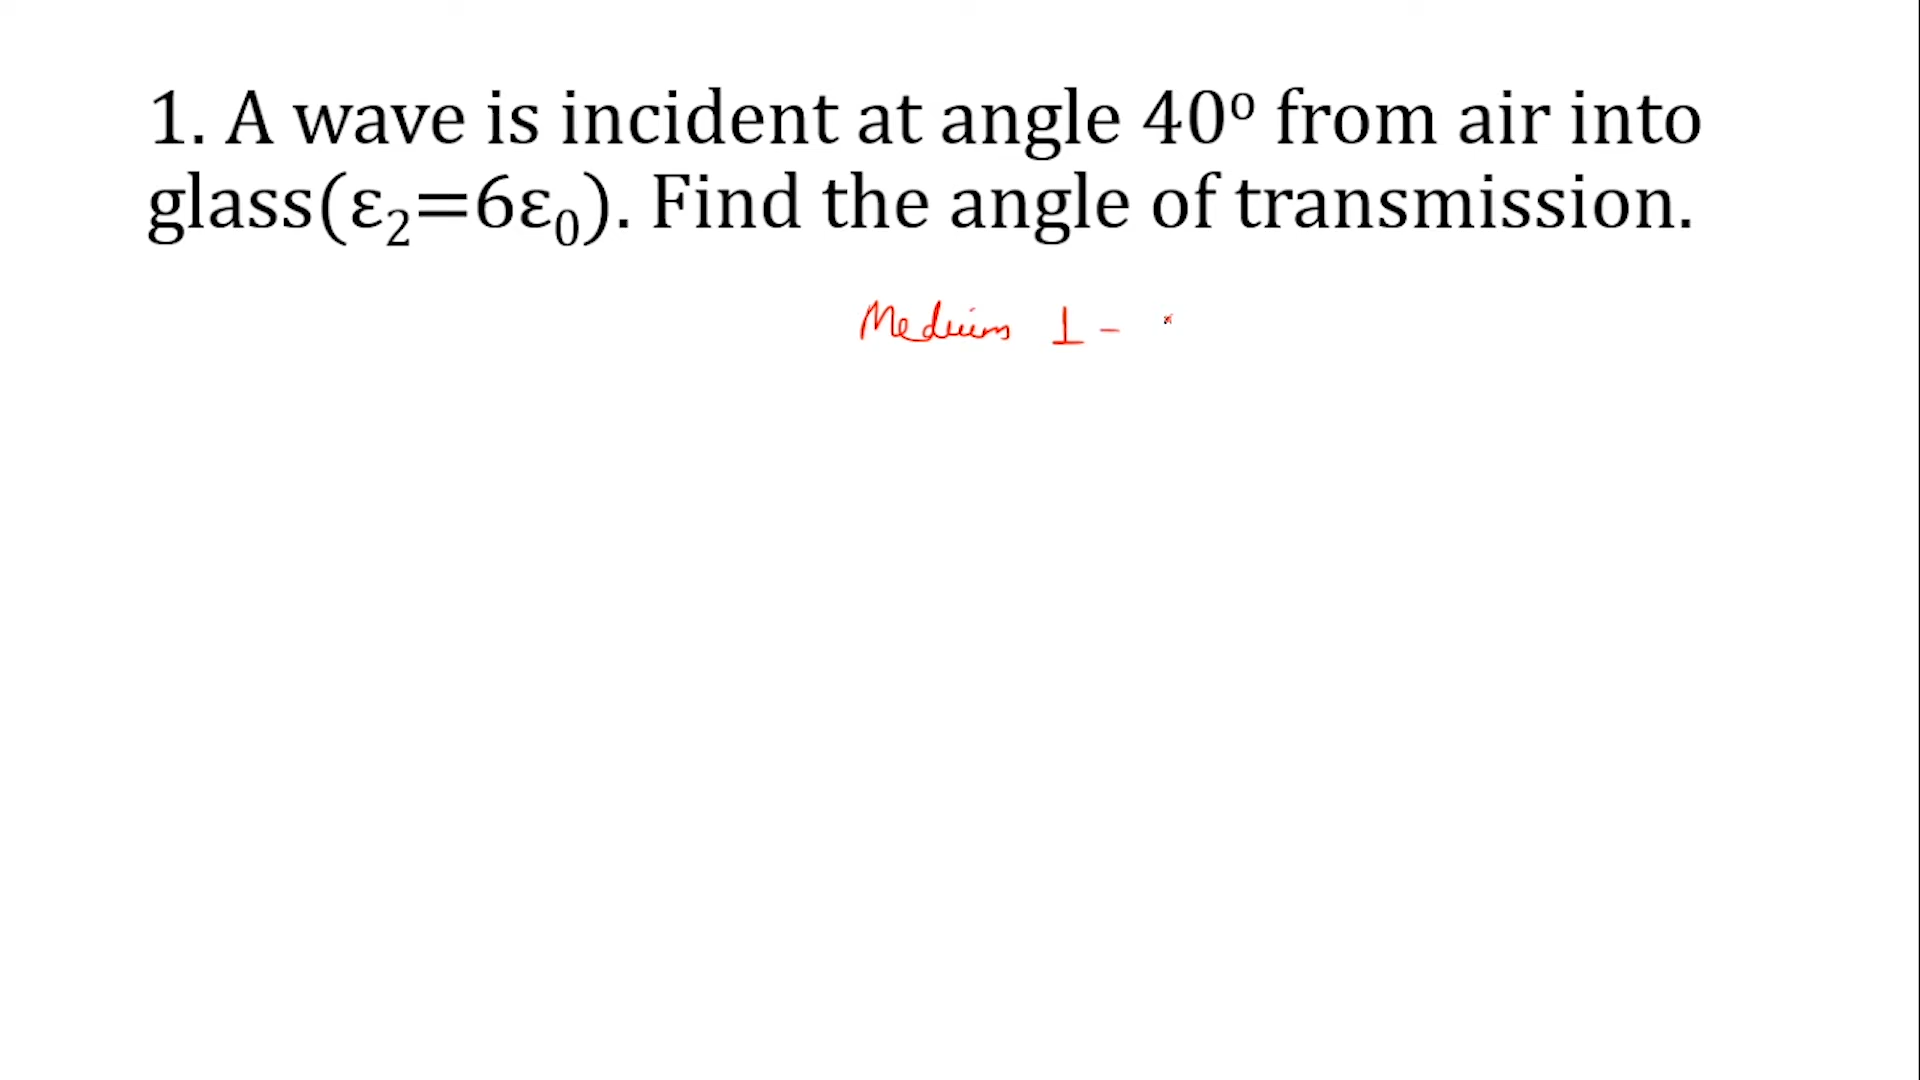 1. A wave is incident at angle 40⁰ from air into
glass(ε₂=6ε₀). Find the angle of transmission.
Medium 1 -